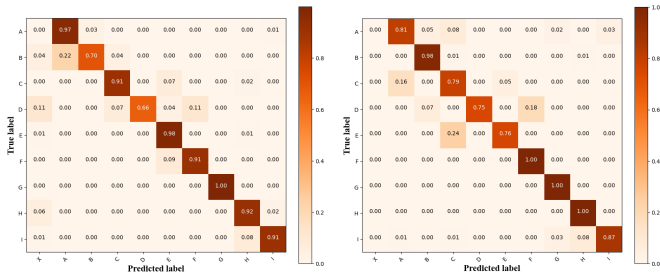 A 0.00 0.97 0.03 0.00 0.00 0.00 0.00 0.00 0.00 0.01
B 0.04 0.22 0.70 0.04 0.00 0.00 0.00 0.00 0.00 0.00
C 0.00 0.00 0.00 0.91 0.00 0.07 0.00 0.00 0.02 0.00
D 0.11 0.00 0.00 0.07 0.66 0.04 0.11 0.00 0.00 0.00
E 0.01 0.00 0.00 0.00 0.00 0.98 0.00 0.00 0.01 0.00
F 0.00 0.00 0.00 0.00 0.00 0.09 0.91 0.00 0.00 0.00
G 0.00 0.00 0.00 0.00 0.00 0.00 0.00 1.00 0.00 0.00
H 0.06 0.00 0.00 0.00 0.00 0.00 0.00 0.00 0.92 0.02
I 0.01 0.00 0.00 0.00 0.00 0.00 0.00 0.00 0.08 0.91
X A B C D E F G H I
True label
Predicted label
0.8
0.6
0.4
0.2
0.0
A 0.00 0.81 0.05 0.08 0.00 0.00 0.00 0.02 0.00 0.03
B 0.00 0.00 0.98 0.01 0.00 0.00 0.00 0.00 0.01 0.00
C 0.00 0.16 0.00 0.79 0.00 0.05 0.00 0.00 0.00 0.00
D 0.00 0.00 0.07 0.00 0.75 0.00 0.18 0.00 0.00 0.00
E 0.00 0.00 0.00 0.24 0.00 0.76 0.00 0.00 0.00 0.00
F 0.00 0.00 0.00 0.00 0.00 0.00 1.00 0.00 0.00 0.00
G 0.00 0.00 0.00 0.00 0.00 0.00 0.00 1.00 0.00 0.00
H 0.00 0.00 0.00 0.00 0.00 0.00 0.00 0.00 1.00 0.00
I 0.00 0.01 0.00 0.01 0.00 0.00 0.00 0.03 0.08 0.87
X A B C D E F G H I
True label
Predicted label
1.0
0.8
0.6
0.4
0.2
0.0